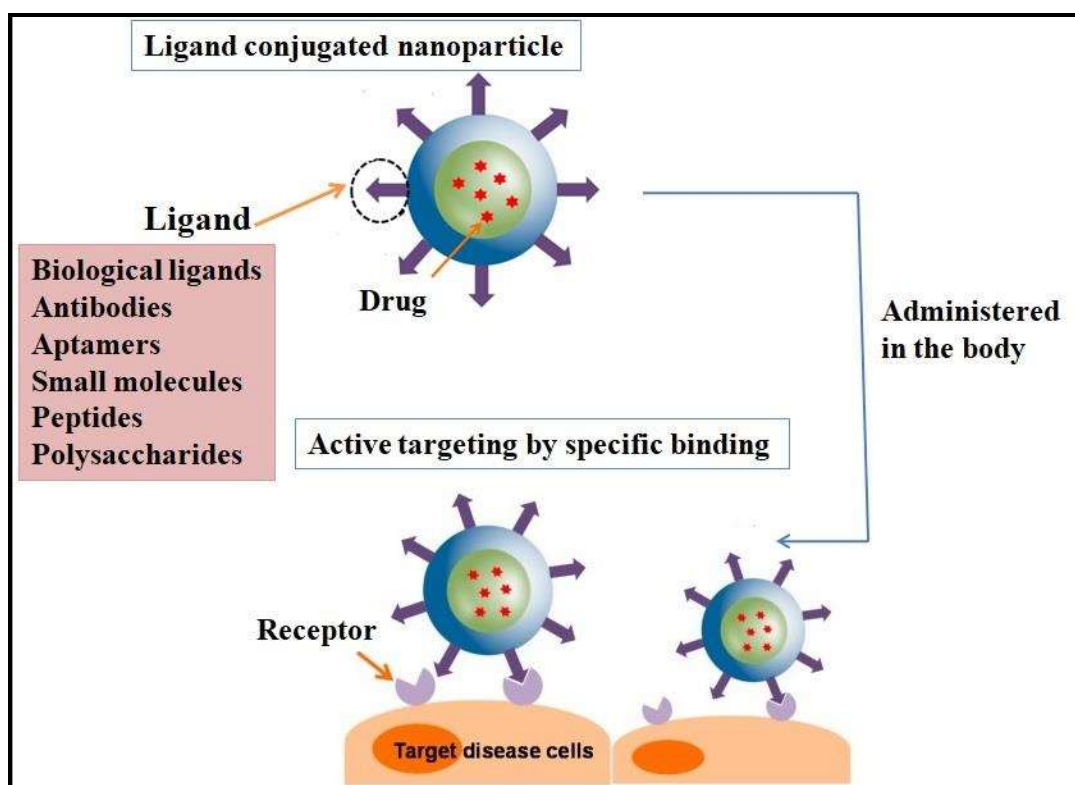 Ligand conjugated nanoparticle
Ligand
Biological ligands
Antibodies
Aptamers
Small molecules
Peptides
Polysaccharides
Drug
Administered
in the body
Active targeting by specific binding
Receptor
Target disease cells